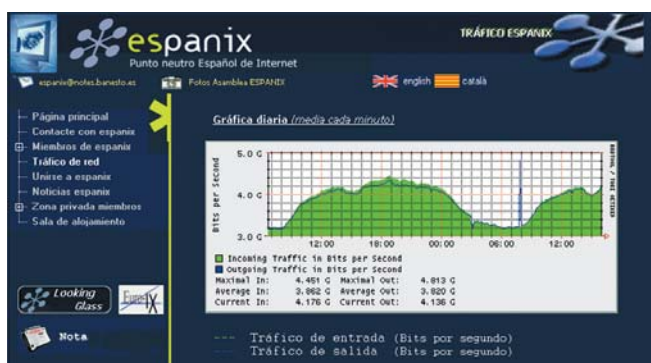 espanix
Punto neutro Español de Internet
TRÁFICO ESPANIX
espanix@notes.banesto.es
Fotos Asamblea ESPANIX
english
català
Página principal
Contacte con espanix
Miembros de espanix
Tráfico de red
Unirse a espanix
Noticias espanix
Zona privada miembros
Sala de alojamiento
Looking
Glass
Euro-IX
Nota
Gráfica diaria (media cada minuto)
Bits per Second
5.0 G
4.0 G
3.0 G
12:00 18:00 00:00 06:00 12:00
RRDTOOL / TOBI OETIKER
Incoming Traffic in Bits per Second
Outgoing Traffic in Bits per Second
Maximal In: 4.451 G Maximal Out: 4.813 G
Average In: 3.862 G Average Out: 3.820 G
Current In: 4.176 G Current Out: 4.136 G
--- Tráfico de entrada (Bits por segundo)
Tráfico de salida (Bits por segundo)